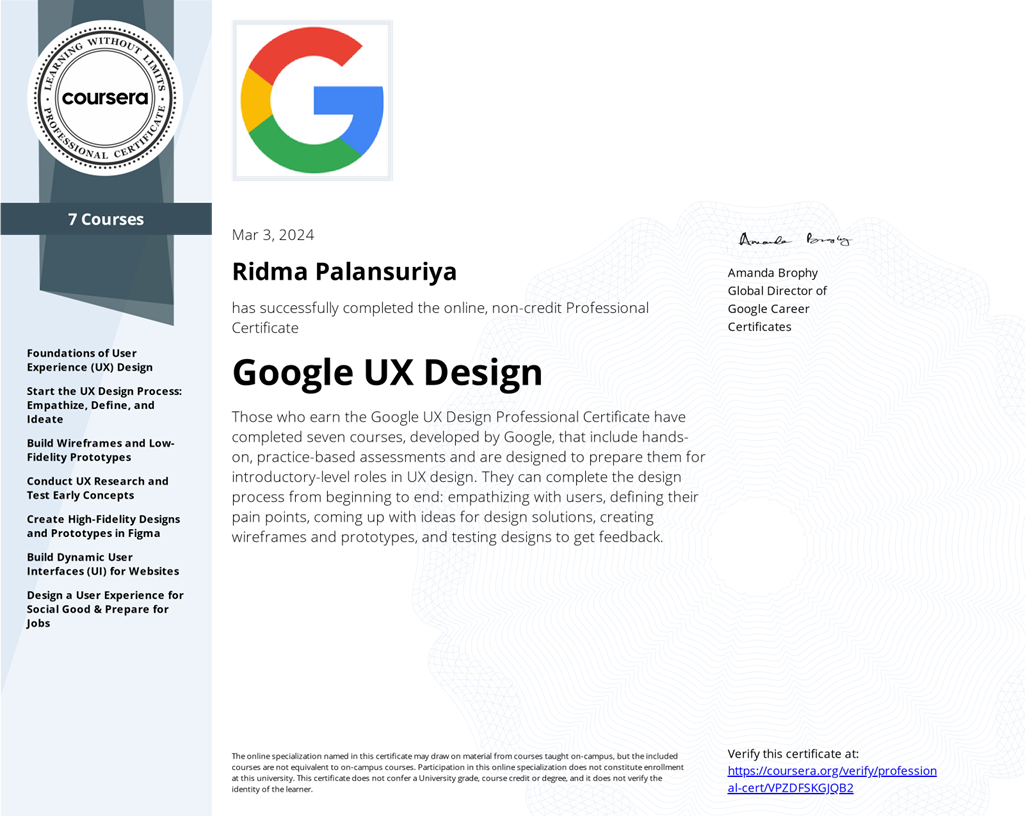 LEARNING WITHOUT LIMITS
coursera
PROFESSIONAL CERTIFICATE
7 Courses
Foundations of User
Experience (UX) Design
Start the UX Design Process:
Empathize, Define, and
Ideate
Build Wireframes and Low-
Fidelity Prototypes
Conduct UX Research and
Test Early Concepts
Create High-Fidelity Designs
and Prototypes in Figma
Build Dynamic User
Interfaces (UI) for Websites
Design a User Experience for
Social Good & Prepare for
Jobs
G
Mar 3, 2024
Ridma Palansuriya
has successfully completed the online, non-credit Professional
Certificate
Google UX Design
Those who earn the Google UX Design Professional Certificate have
completed seven courses, developed by Google, that include hands-
on, practice-based assessments and are designed to prepare them for
introductory-level roles in UX design. They can complete the design
process from beginning to end: empathizing with users, defining their
pain points, coming up with ideas for design solutions, creating
wireframes and prototypes, and testing designs to get feedback.
Amanda Brophy
Amanda Brophy
Global Director of
Google Career
Certificates
The online specialization named in this certificate may draw on material from courses taught on-campus, but the included
courses are not equivalent to on-campus courses. Participation in this online specialization does not constitute enrollment
at this university. This certificate does not confer a University grade, course credit or degree, and it does not verify the
identity of the learner.
Verify this certificate at:
https://coursera.org/verify/profession
al-cert/VPZDFSKGJQB2